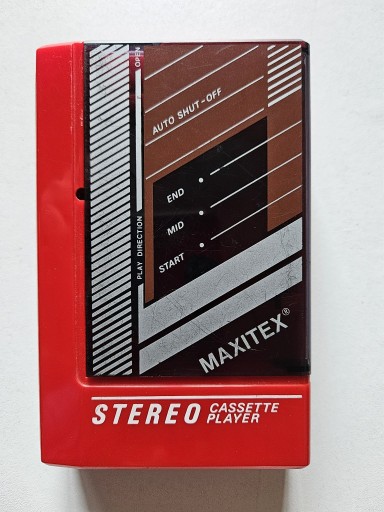 OPEN
AUTO SHUT-OFF
END
MID
START
PLAY DIRECTION
MAXITEX®
STEREO CASSETTE
PLAYER